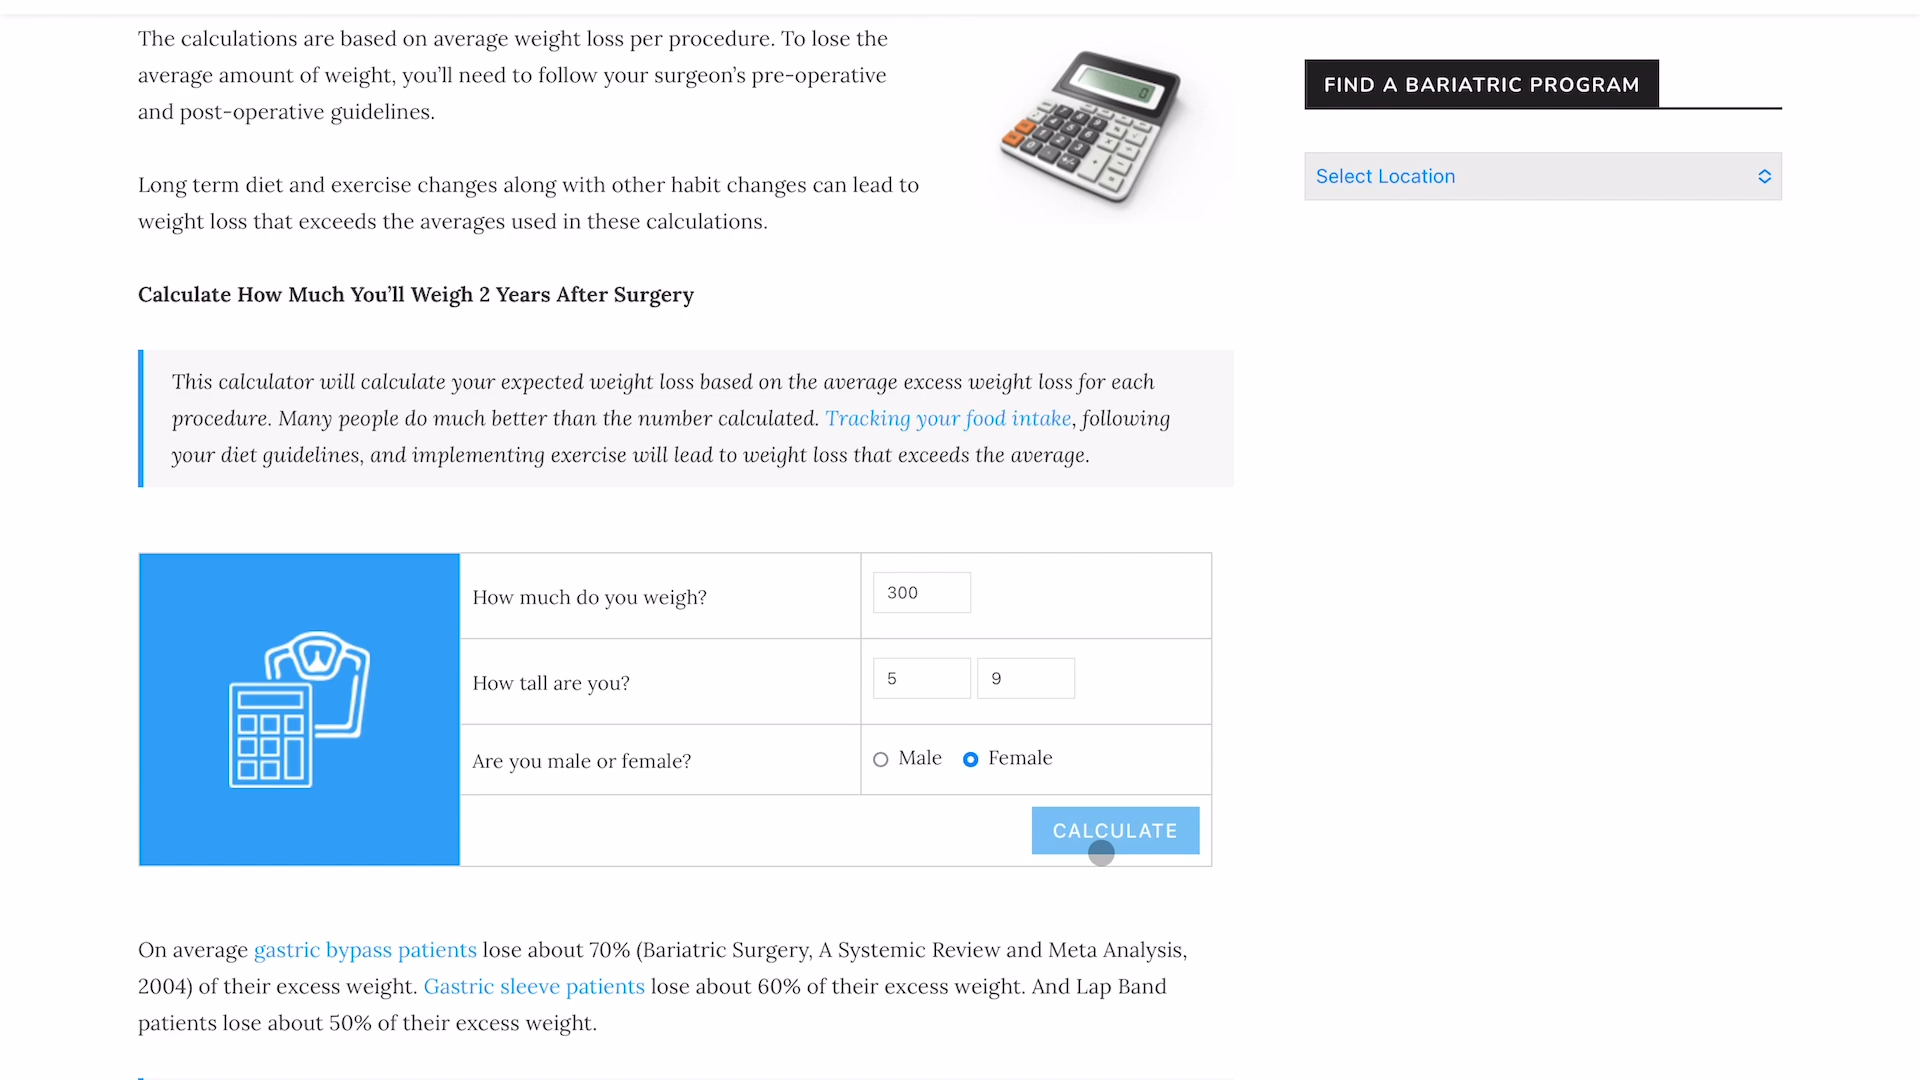 The calculations are based on average weight loss per procedure. To lose the
average amount of weight, you’ll need to follow your surgeon’s pre-operative
and post-operative guidelines.
Long term diet and exercise changes along with other habit changes can lead to
weight loss that exceeds the averages used in these calculations.
0
FIND A BARIATRIC PROGRAM
Select Location
Calculate How Much You’ll Weigh 2 Years After Surgery
This calculator will calculate your expected weight loss based on the average excess weight loss for each
procedure. Many people do much better than the number calculated. Tracking your food intake, following
your diet guidelines, and implementing exercise will lead to weight loss that exceeds the average.
How much do you weigh? 300
How tall are you? 5 9
Are you male or female? Male Female
CALCULATE
On average gastric bypass patients lose about 70% (Bariatric Surgery, A Systemic Review and Meta Analysis,
2004) of their excess weight. Gastric sleeve patients lose about 60% of their excess weight. And Lap Band
patients lose about 50% of their excess weight.